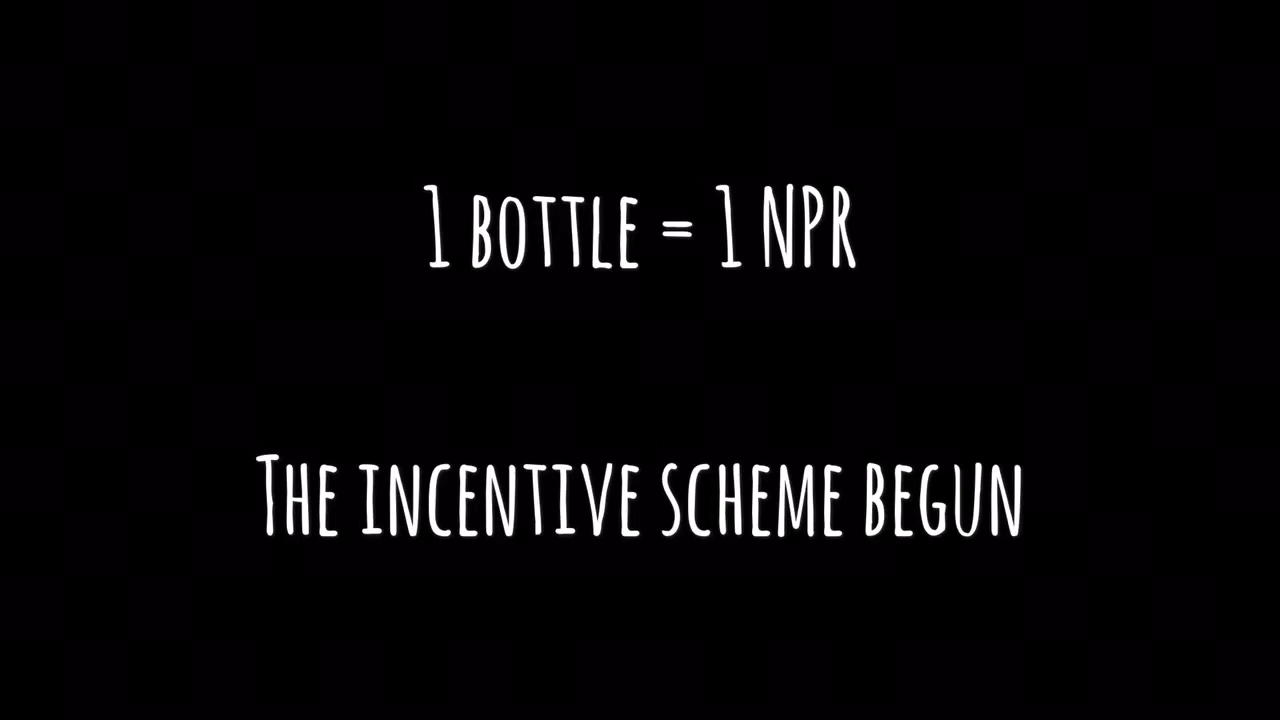 1 BOTTLE = 1 NPR
THE INCENTIVE SCHEME BEGUN